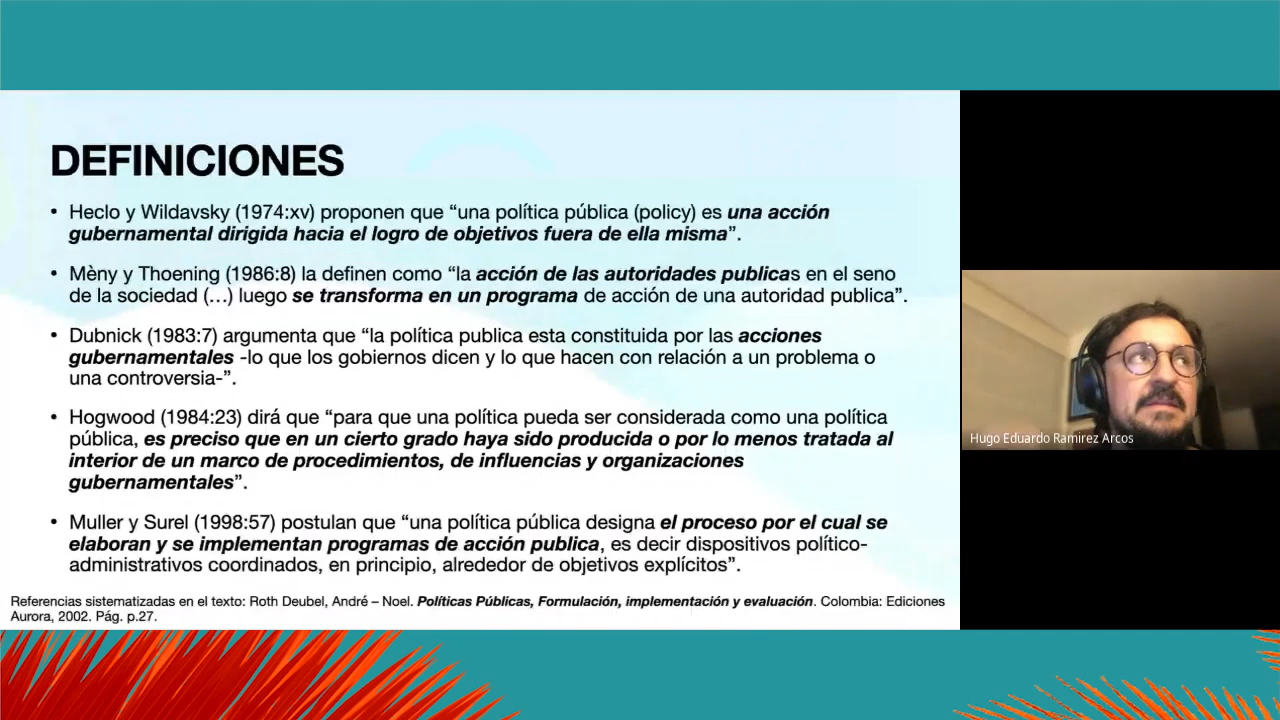 DEFINICIONES
• Heclo y Wildavsky (1974:xv) proponen que “una política pública (policy) es una acción
gubernamental dirigida hacia el logro de objetivos fuera de ella misma”.
• Mèny y Thoening (1986:8) la definen como “la acción de las autoridades publicas en el seno
de la sociedad (…) luego se transforma en un programa de acción de una autoridad publica”.
• Dubnick (1983:7) argumenta que “la política publica esta constituida por las acciones
gubernamentales -lo que los gobiernos dicen y lo que hacen con relación a un problema o
una controversia-”.
• Hogwood (1984:23) dirá que “para que una política pueda ser considerada como una política
pública, es preciso que en un cierto grado haya sido producida o por lo menos tratada al
interior de un marco de procedimientos, de influencias y organizaciones
gubernamentales”.
• Muller y Surel (1998:57) postulan que “una política pública designa el proceso por el cual se
elaboran y se implementan programas de acción publica, es decir dispositivos político-
administrativos coordinados, en principio, alrededor de objetivos explícitos”.
Referencias sistematizadas en el texto: Roth Deubel, André – Noel. Políticas Públicas, Formulación, implementación y evaluación. Colombia: Ediciones
Aurora, 2002. Pág. p.27.
Hugo Eduardo Ramirez Arcos